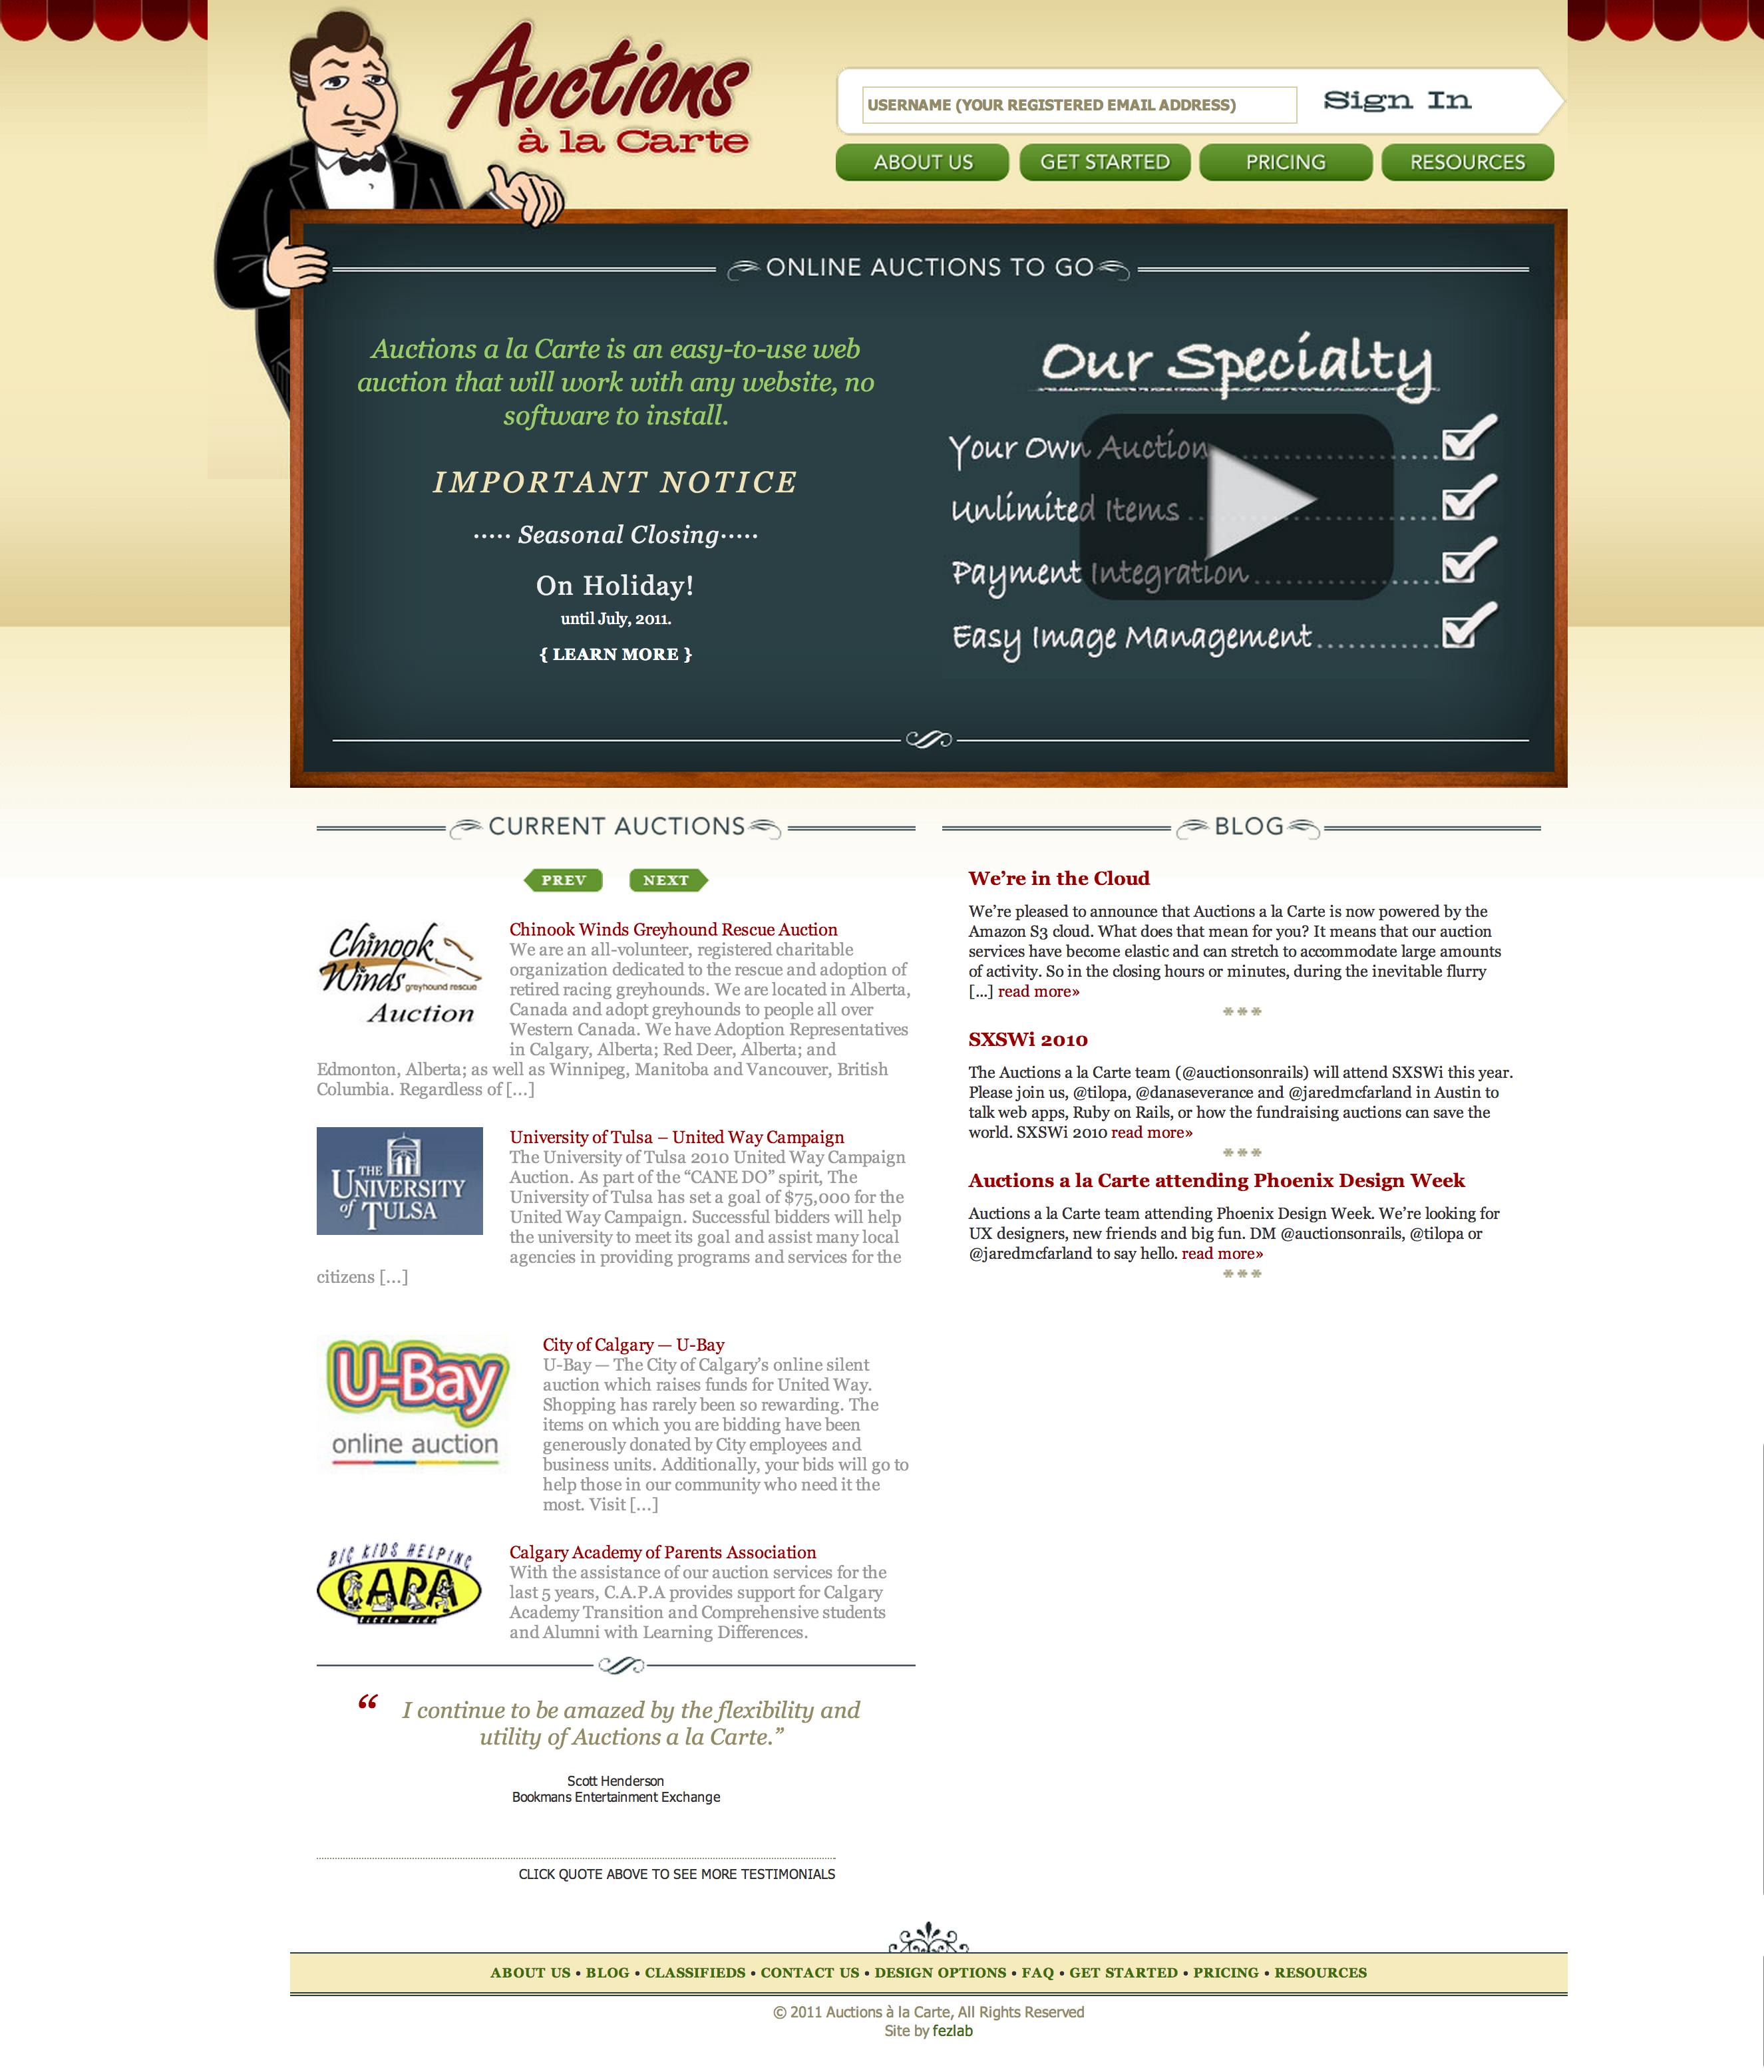 Auctions
à la Carte
USERNAME (YOUR REGISTERED EMAIL ADDRESS)
Sign In
ABOUT US
GET STARTED
PRICING
RESOURCES
ONLINE AUCTIONS TO GO
Auctions a la Carte is an easy-to-use web
auction that will work with any website, no
software to install.
IMPORTANT NOTICE
····· Seasonal Closing·····
On Holiday!
until July, 2011.
{ LEARN MORE }
Our Specialty
Your Own Auction
Unlimited Items
Payment Integration
Easy Image Management
CURRENT AUCTIONS
PREV
NEXT
Chinook
Winds
greyhound rescue
Auction
Chinook Winds Greyhound Rescue Auction
We are an all-volunteer, registered charitable
organization dedicated to the rescue and adoption of
retired racing greyhounds. We are located in Alberta,
Canada and adopt greyhounds to people all over
Western Canada. We have Adoption Representatives
in Calgary, Alberta; Red Deer, Alberta; and
Edmonton, Alberta; as well as Winnipeg, Manitoba and Vancouver, British
Columbia. Regardless of [...]
THE
UNIVERSITY
of TULSA
University of Tulsa – United Way Campaign
The University of Tulsa 2010 United Way Campaign
Auction. As part of the “CANE DO” spirit, The
University of Tulsa has set a goal of $75,000 for the
United Way Campaign. Successful bidders will help
the university to meet its goal and assist many local
agencies in providing programs and services for the
citizens [...]
U-Bay
online auction
City of Calgary — U-Bay
U-Bay — The City of Calgary’s online silent
auction which raises funds for United Way.
Shopping has rarely been so rewarding. The
items on which you are bidding have been
generously donated by City employees and
business units. Additionally, your bids will go to
help those in our community who need it the
most. Visit [...]
BIG KIDS HELPING
CAPA
little kids
Calgary Academy of Parents Association
With the assistance of our auction services for the
last 5 years, C.A.P.A provides support for Calgary
Academy Transition and Comprehensive students
and Alumni with Learning Differences.
“ I continue to be amazed by the flexibility and
utility of Auctions a la Carte.”
Scott Henderson
Bookmans Entertainment Exchange
CLICK QUOTE ABOVE TO SEE MORE TESTIMONIALS
BLOG
We’re in the Cloud
We’re pleased to announce that Auctions a la Carte is now powered by the
Amazon S3 cloud. What does that mean for you? It means that our auction
services have become elastic and can stretch to accommodate large amounts
of activity. So in the closing hours or minutes, during the inevitable flurry
[...] read more»
***
SXSWi 2010
The Auctions a la Carte team (@auctionsonrails) will attend SXSWi this year.
Please join us, @tilopa, @danaseverance and @jaredmcfarland in Austin to
talk web apps, Ruby on Rails, or how the fundraising auctions can save the
world. SXSWi 2010 read more»
***
Auctions a la Carte attending Phoenix Design Week
Auctions a la Carte team attending Phoenix Design Week. We’re looking for
UX designers, new friends and big fun. DM @auctionsonrails, @tilopa or
@jaredmcfarland to say hello. read more»
***
ABOUT US • BLOG • CLASSIFIEDS • CONTACT US • DESIGN OPTIONS • FAQ • GET STARTED • PRICING • RESOURCES
© 2011 Auctions à la Carte, All Rights Reserved
Site by fezlab